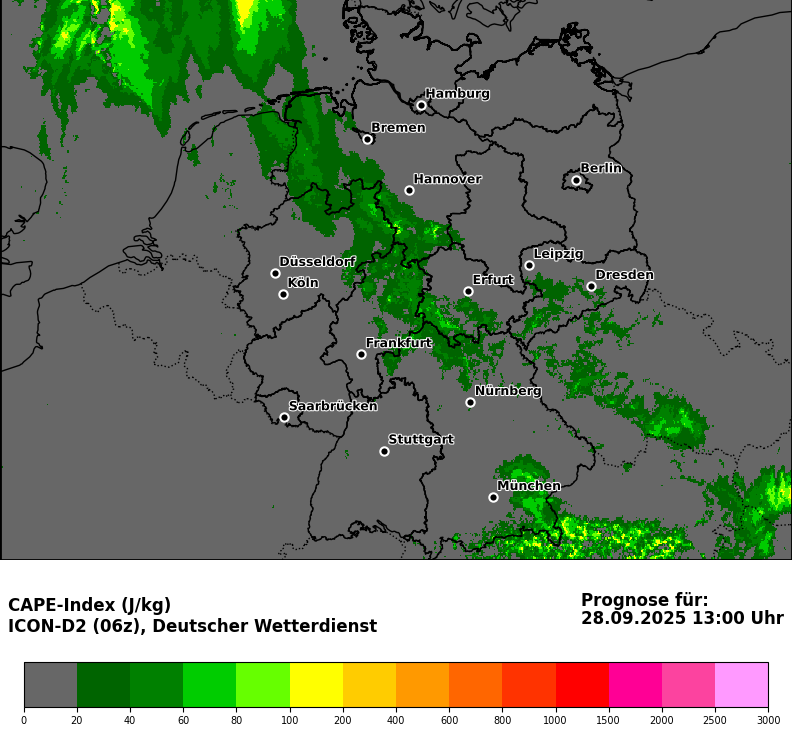 Hamburg
Bremen
Berlin
Hannover
Leipzig
Düsseldorf
Dresden
Köln
Erfurt
Frankfurt
Nürnberg
Saarbrücken
Stuttgart
München
CAPE-Index (J/kg)
ICON-D2 (06z), Deutscher Wetterdienst
Prognose für:
28.09.2025 13:00 Uhr
0 20 40 60 80 100 200 400 600 800 1000 1500 2000 2500 3000